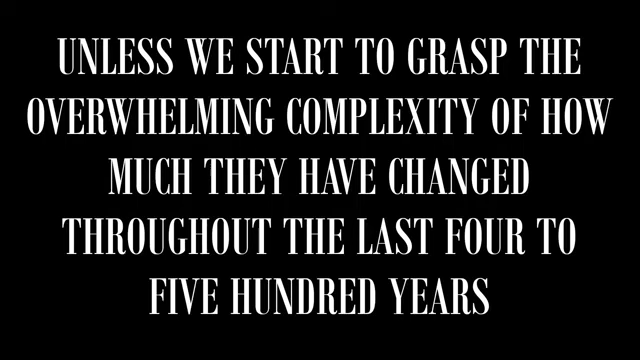 UNLESS WE START TO GRASP THE
OVERWHELMING COMPLEXITY OF HOW
MUCH THEY HAVE CHANGED
THROUGHOUT THE LAST FOUR TO
FIVE HUNDRED YEARS